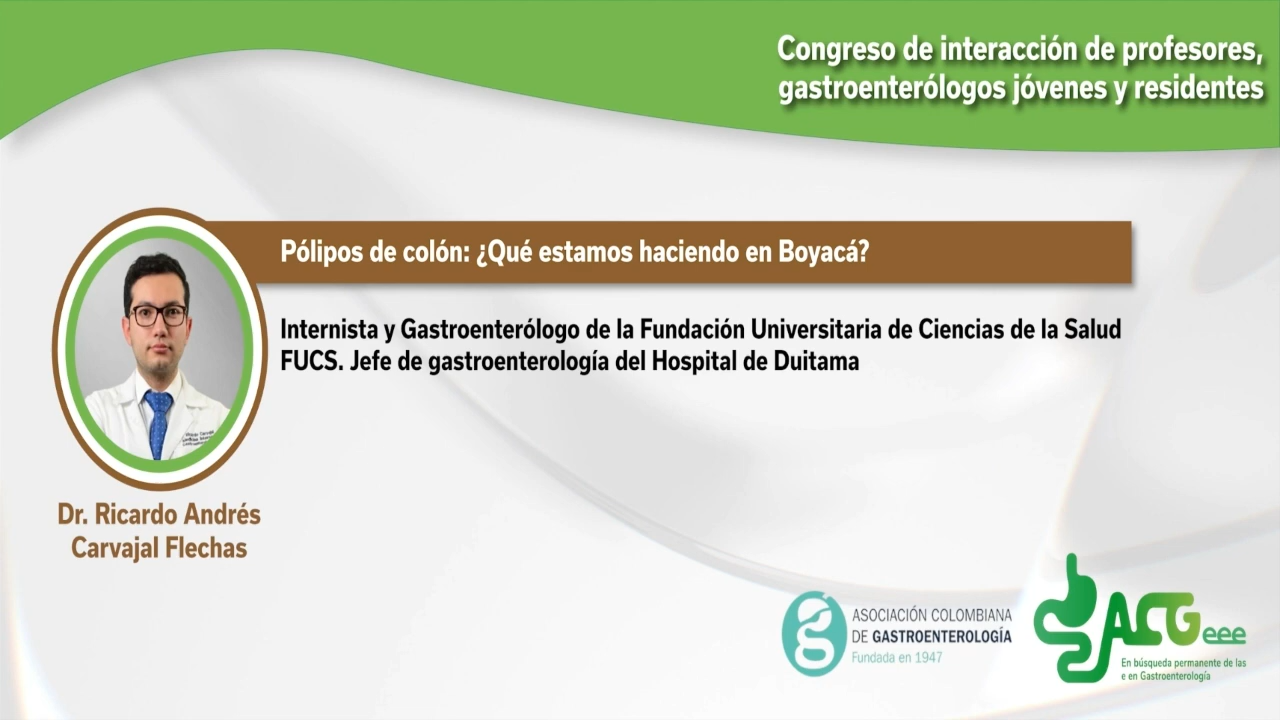 Congreso de interacción de profesores,
gastroenterólogos jóvenes y residentes
Pólipos de colón: ¿Qué estamos haciendo en Boyacá?
Internista y Gastroenterólogo de la Fundación Universitaria de Ciencias de la Salud
FUCS. Jefe de gastroenterología del Hospital de Duitama
Dr. Ricardo Andrés
Carvajal Flechas
ASOCIACIÓN COLOMBIANA
DE GASTROENTEROLOGÍA
Fundada en 1947
ACGeee
En búsqueda permanente de las
e en Gastroenterología